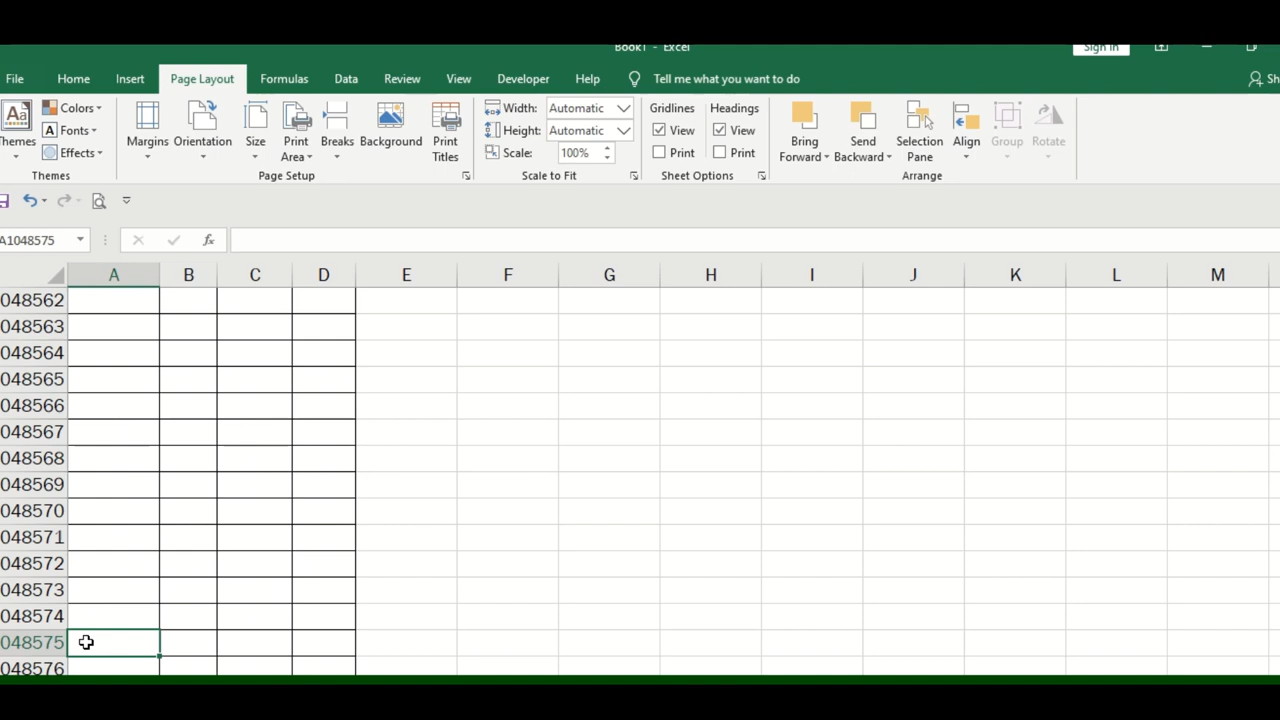 Book1 - Excel
Sign in
File Home Insert Page Layout Formulas Data Review View Developer Help Tell me what you want to do Sh
Themes
Colors
Fonts
Effects
Themes
Margins
Orientation
Size
Print Area
Breaks
Background
Print Titles
Page Setup
Width: Automatic
Height: Automatic
Scale: 100%
Scale to Fit
Gridlines
View
Print
Headings
View
Print
Sheet Options
Bring Forward
Send Backward
Selection Pane
Align
Group
Rotate
Arrange
A1048575
fx
A B C D E F G H I J K L M
048562
048563
048564
048565
048566
048567
048568
048569
048570
048571
048572
048573
048574
048575
048576